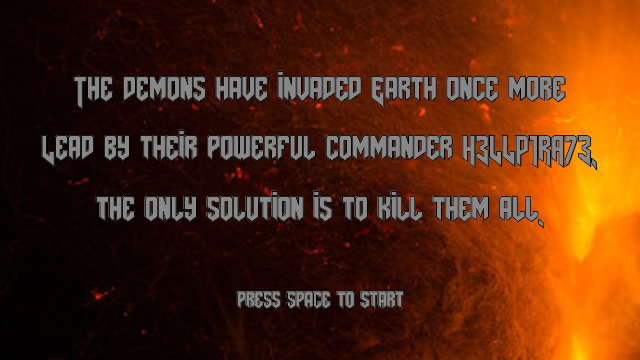 The demons have invaded Earth once more
Lead by their powerful commander H3LLP1RA73.
The only solution is to kill them all.
Press Space to Start